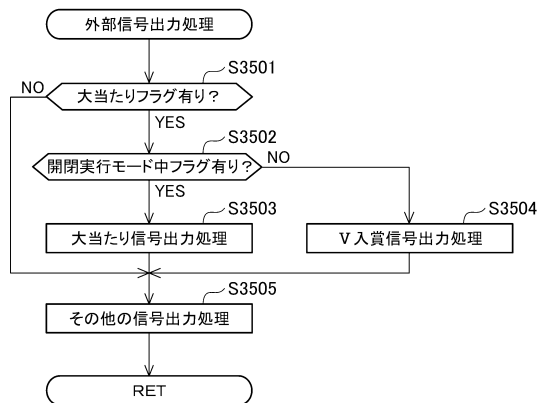 外部信号出力処理
S3501
NO
大当たりフラグ有り？
YES
S3502
NO
開閉実行モード中フラグ有り？
YES
S3503
大当たり信号出力処理
S3504
V入賞信号出力処理
S3505
その他の信号出力処理
RET